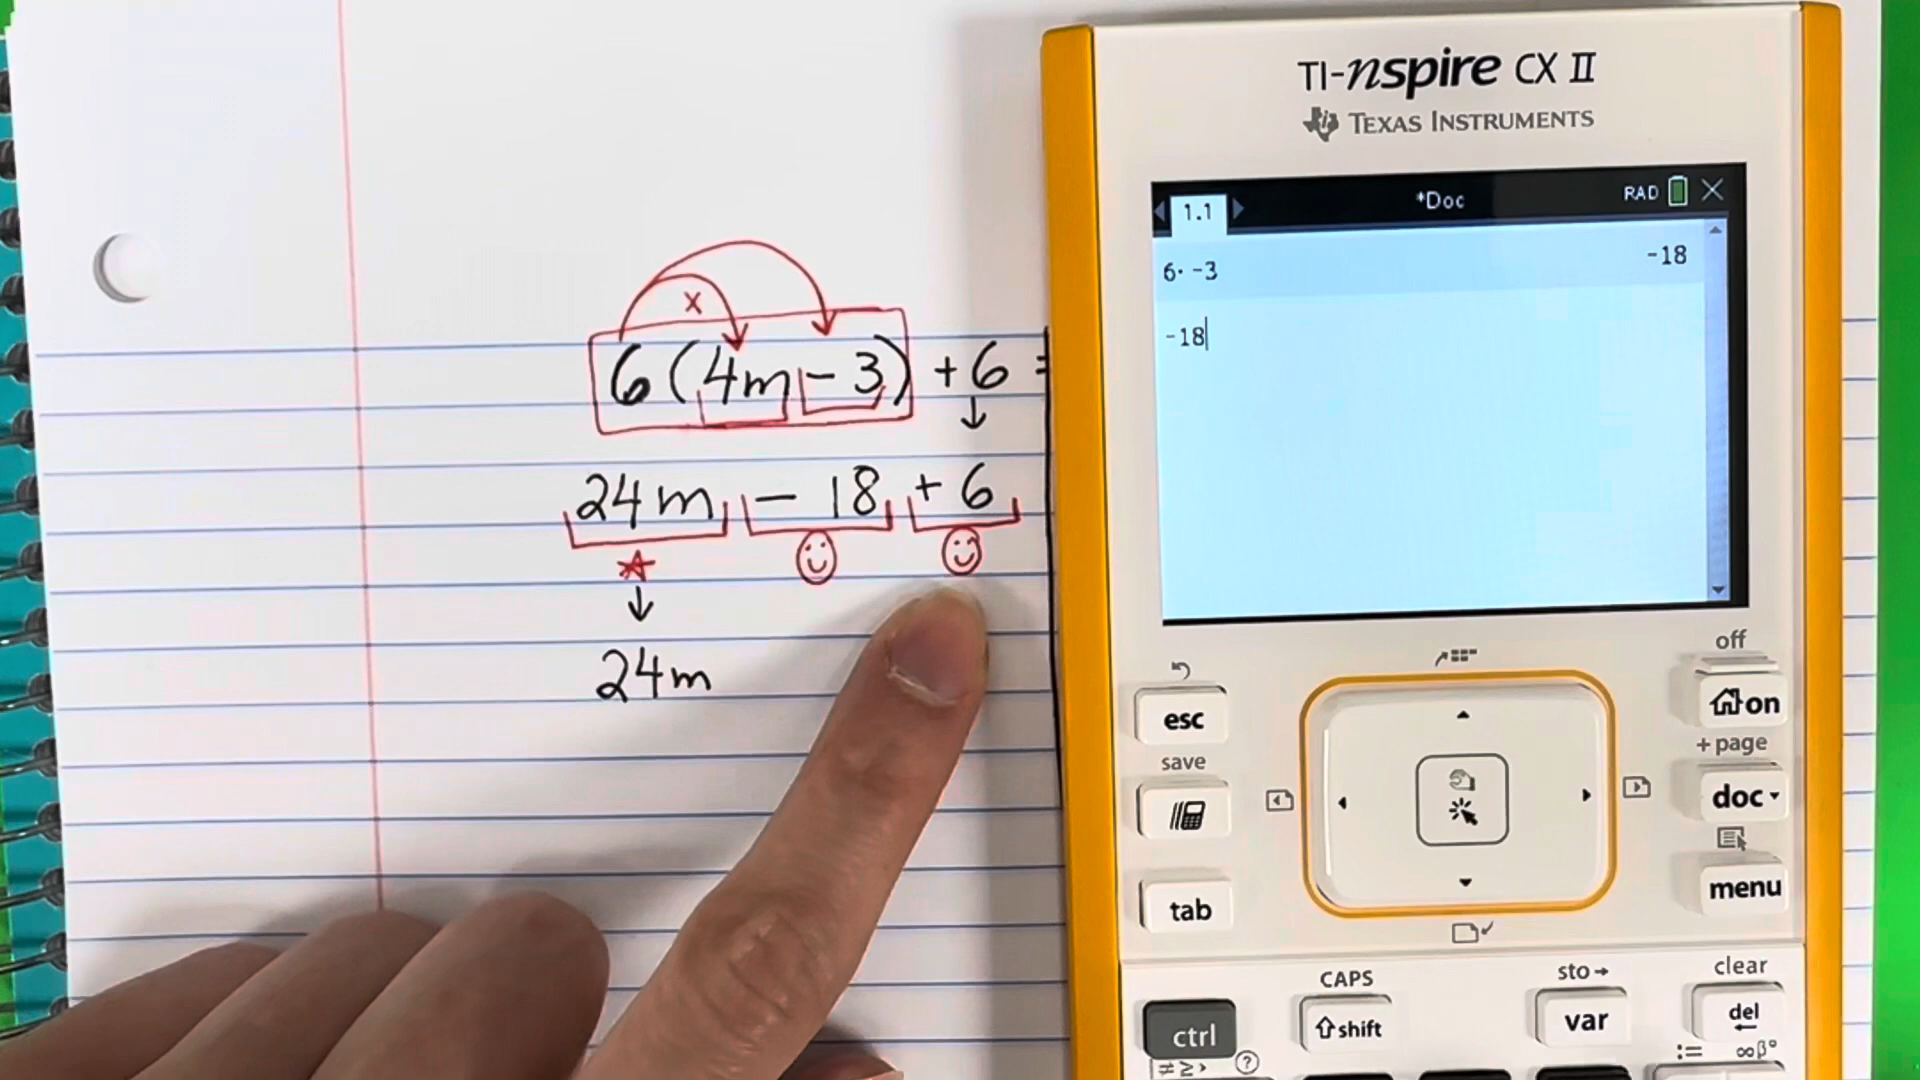 x
6(4m - 3) + 6 =
24m - 18 + 6
24m
TI-nspire CX II
TEXAS INSTRUMENTS
1.1 *Doc RAD
6· -3 -18
-18
off
esc on
save + page
doc
tab menu
CAPS sto→ clear
ctrl shift var del
≠≥› ? := ∞β°